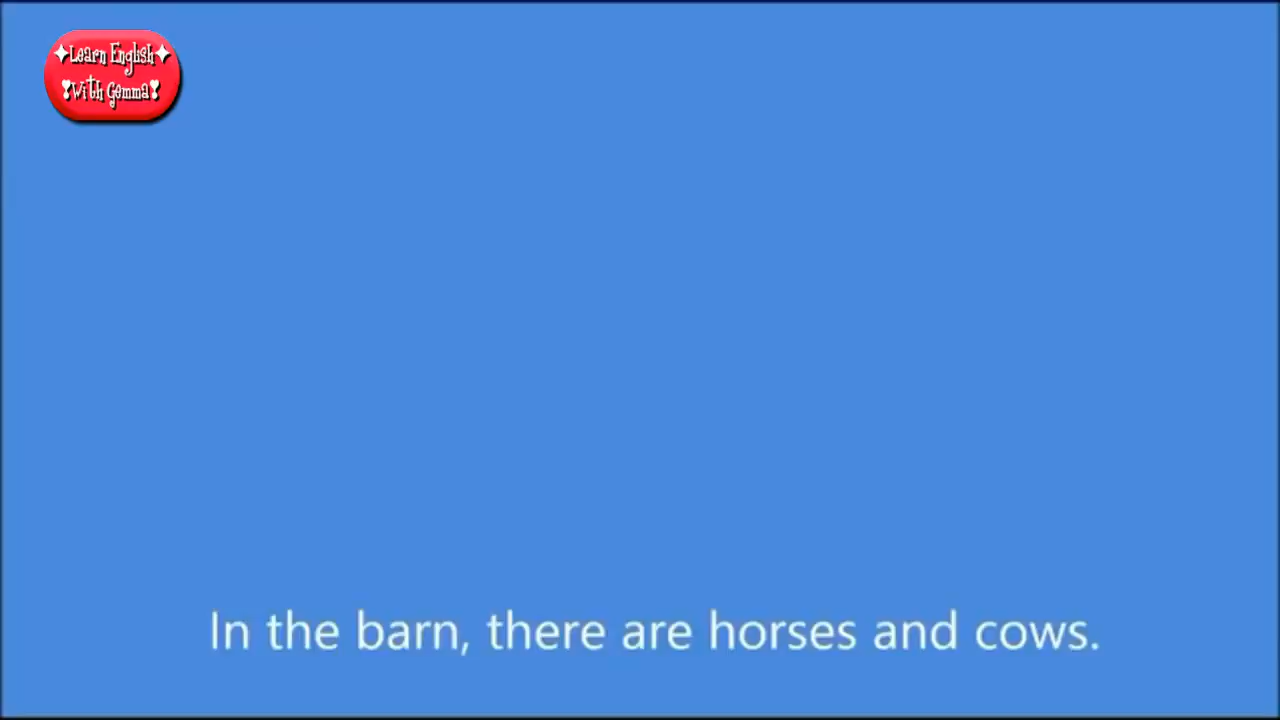 ✦Learn English✦
❣With Gemma❣
In the barn, there are horses and cows.